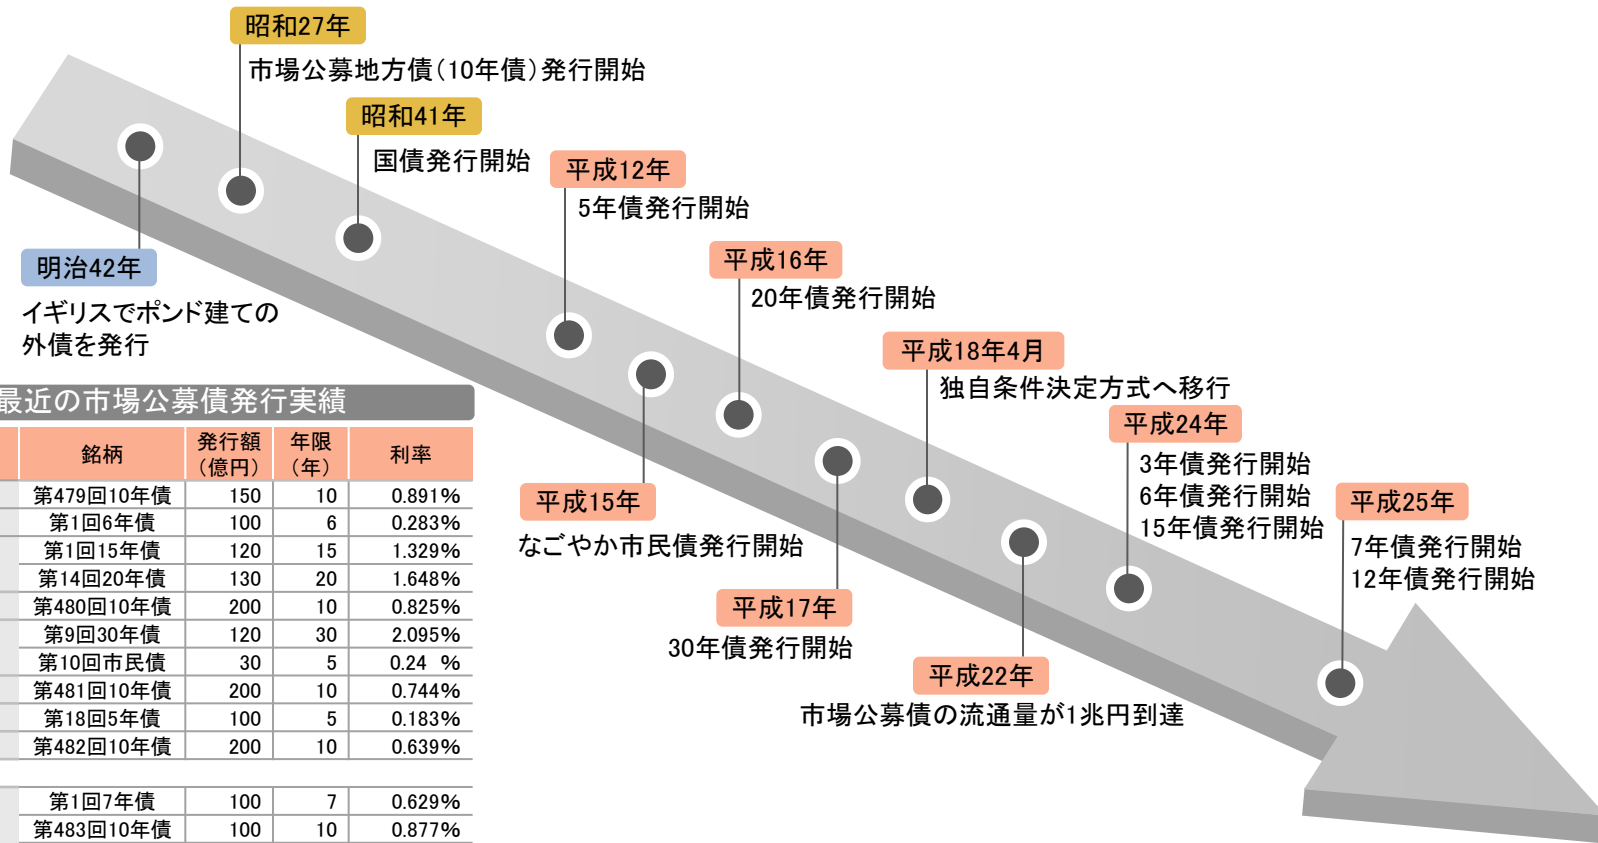 昭和27年
市場公募地方債（10年債）発行開始
昭和41年
国債発行開始
明治42年
イギリスでポンド建ての
外債を発行
平成12年
5年債発行開始
平成15年
なごやか市民債発行開始
平成16年
20年債発行開始
平成17年
30年債発行開始
平成18年4月
独自条件決定方式へ移行
平成22年
市場公募債の流通量が1兆円到達
平成24年
3年債発行開始
6年債発行開始
15年債発行開始
平成25年
7年債発行開始
12年債発行開始
最近の市場公募債発行実績
銘柄 発行額（億円） 年限（年） 利率
第479回10年債 150 10 0.891%
第1回6年債 100 6 0.283%
第1回15年債 120 15 1.329%
第14回20年債 130 20 1.648%
第480回10年債 200 10 0.825%
第9回30年債 120 30 2.095%
第10回市民債 30 5 0.24 %
第481回10年債 200 10 0.744%
第18回5年債 100 5 0.183%
第482回10年債 200 10 0.639%
第1回7年債 100 7 0.629%
第483回10年債 100 10 0.877%